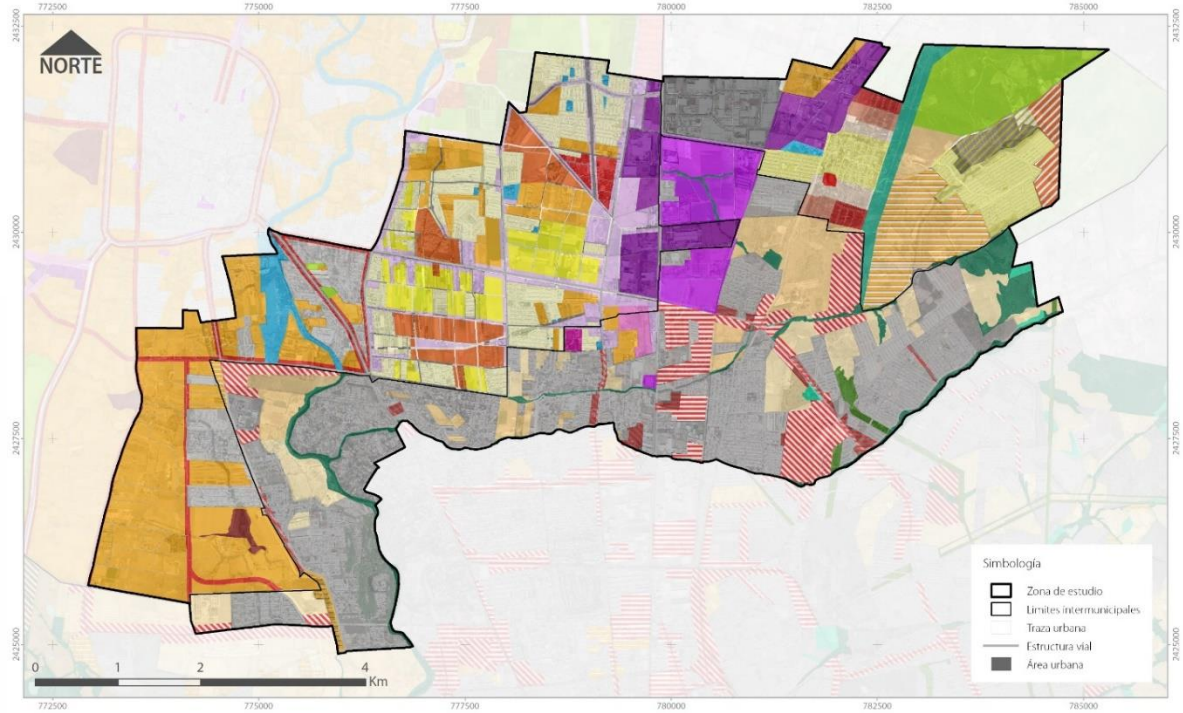 772500 775000 777500 780000 782500 785000
2432500 2432500
NORTE
2430000 2430000
2427500 2427500
Simbología
Zona de estudio
Limites intermunicipales
Traza urbana
Estructura vial
Área urbana
2425000 2425000
0 1 2 4
Km
772500 775000 777500 780000 782500 785000